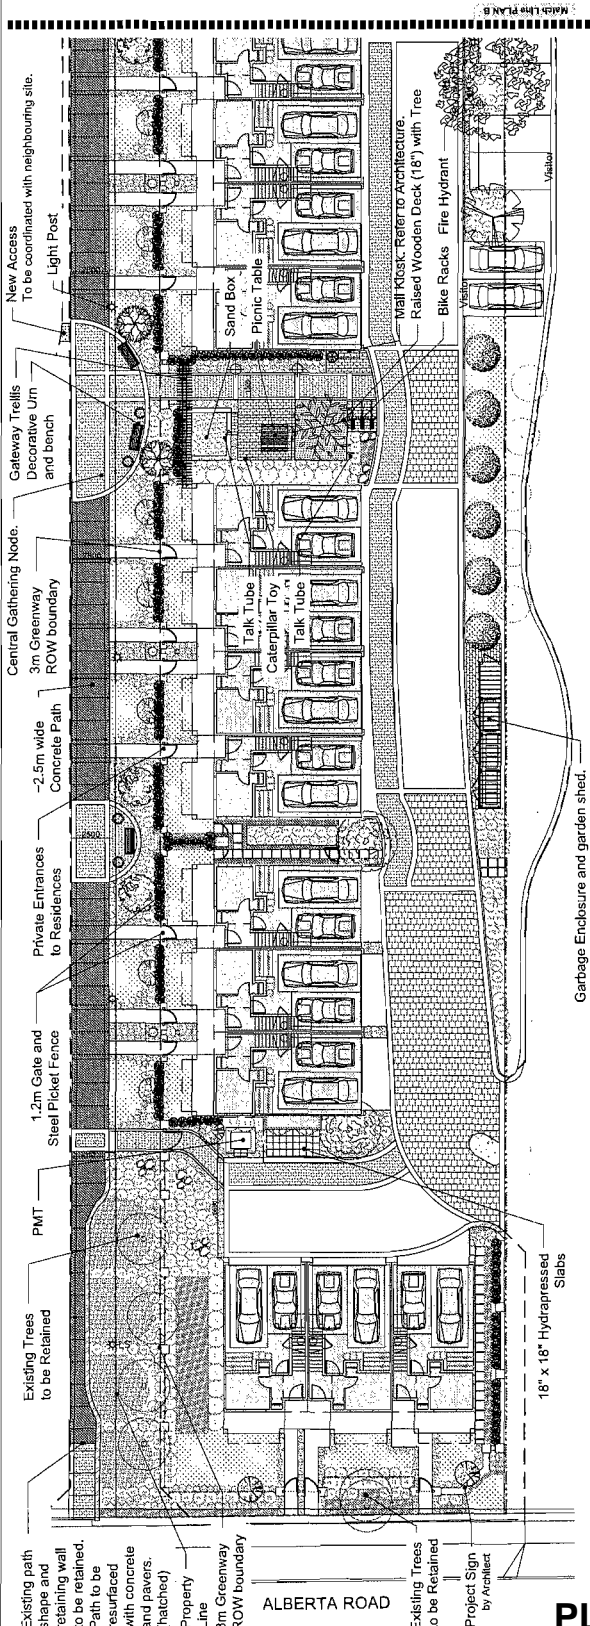 Match Line PLAN B
New Access
To be coordinated with neighbouring site.
Light Post
Gateway Trellis
Decorative Urn
and bench
Central Gathering Node.
3m Greenway
ROW boundary
~2.5m wide
Concrete Path
Private Entrances
to Residences
1.2m Gate and
Steel Picket Fence
PMT
Existing Trees
to be Retained
Existing path
shape and
retaining wall
to be retained.
Path to be
resurfaced
with concrete
and pavers.
(hatched)
Property
Line
3m Greenway
ROW boundary
Sand Box
Picnic Table
Mail Kiosk. Refer to Architecture.
Raised Wooden Deck (18") with Tree
Bike Racks
Fire Hydrant
Visitor
Visitor
Talk Tube
Caterpillar Toy
Talk Tube
2500
Garbage Enclosure and garden shed.
18" x 18" Hydrapressed
Slabs
Existing Trees
to be Retained
Project Sign
by Architect
ALBERTA ROAD
PL